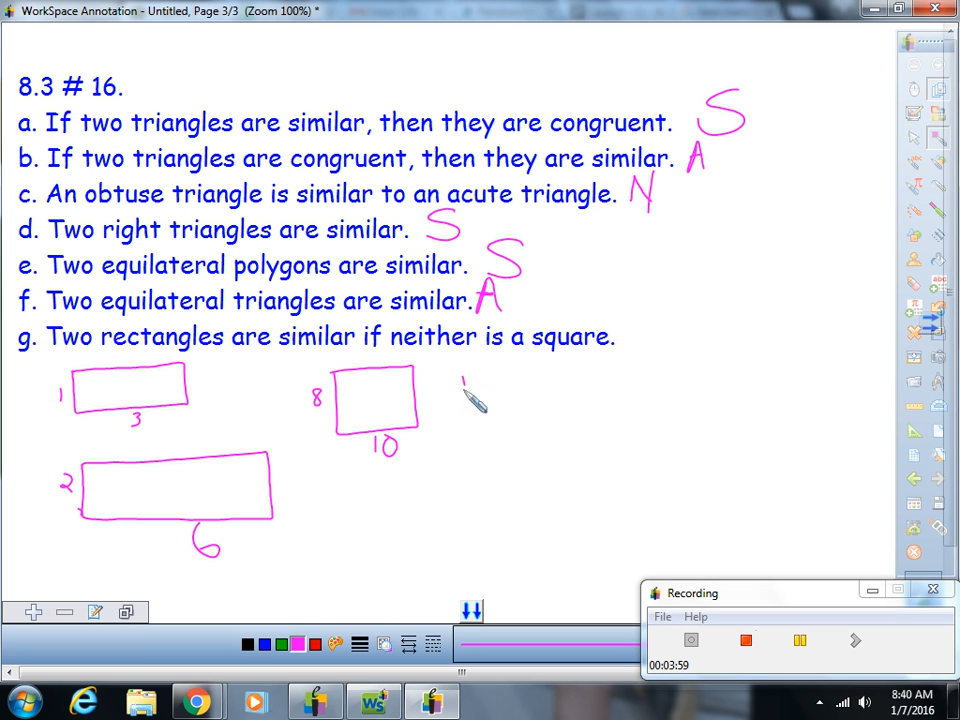 WorkSpace Annotation - Untitled, Page 3/3 (Zoom 100%) *
8.3 # 16.
a. If two triangles are similar, then they are congruent. S
b. If two triangles are congruent, then they are similar. A
c. An obtuse triangle is similar to an acute triangle. N
d. Two right triangles are similar. S
e. Two equilateral polygons are similar. S
f. Two equilateral triangles are similar. A
g. Two rectangles are similar if neither is a square.
1
3
8
10
2
6
Recording
File Help
00:03:59
8:40 AM
1/7/2016